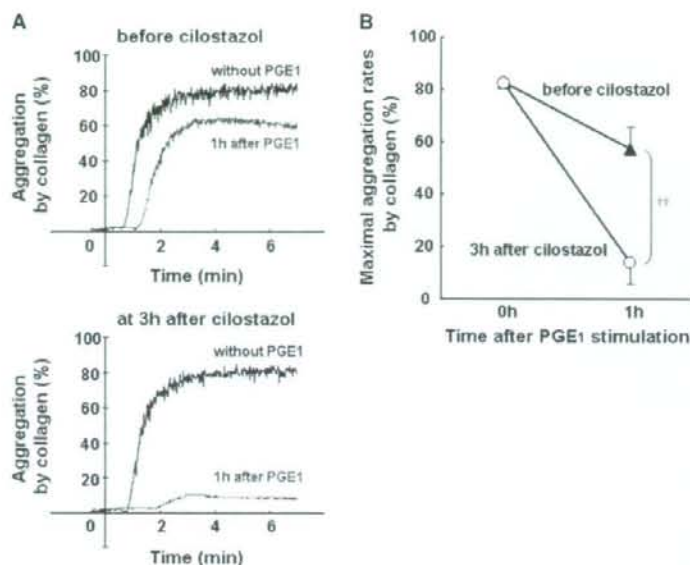 A
before cilostazol
Aggregation
by collagen (%)
100
80
60
40
20
0
2
4
6
without PGE1
1h after PGE1
Time (min)
at 3h after cilostazol
Aggregation
by collagen (%)
100
80
60
40
20
0
2
4
6
without PGE1
1h after PGE1
Time (min)
B
Maximal aggregation rates
by collagen (%)
100
80
60
40
20
0
before cilostazol
3h after cilostazol
††
0h
1h
Time after PGE1 stimulation